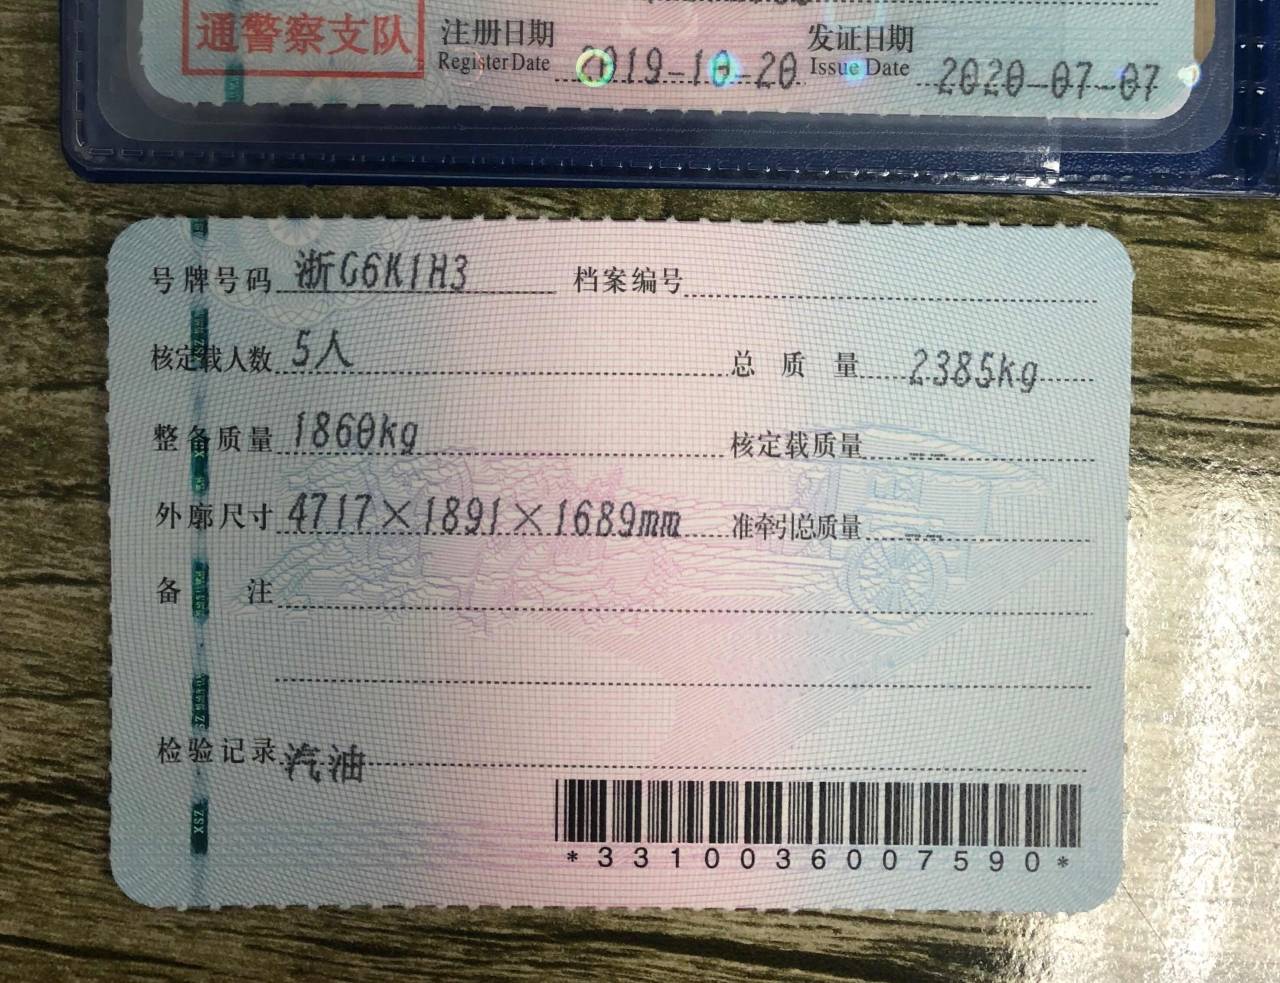 通警察支队
注册日期 2019-10-20 发证日期 2020-07-07
Register Date Issue Date
号牌号码 浙G6K1H3 档案编号
核定载人数 5人 总质量 2385kg
整备质量 1860kg 核定载质量 --
外廓尺寸 4717×1891×1689mm 准牵引总质量 --
备注
检验记录 汽油
*3310036007590*
XSZ